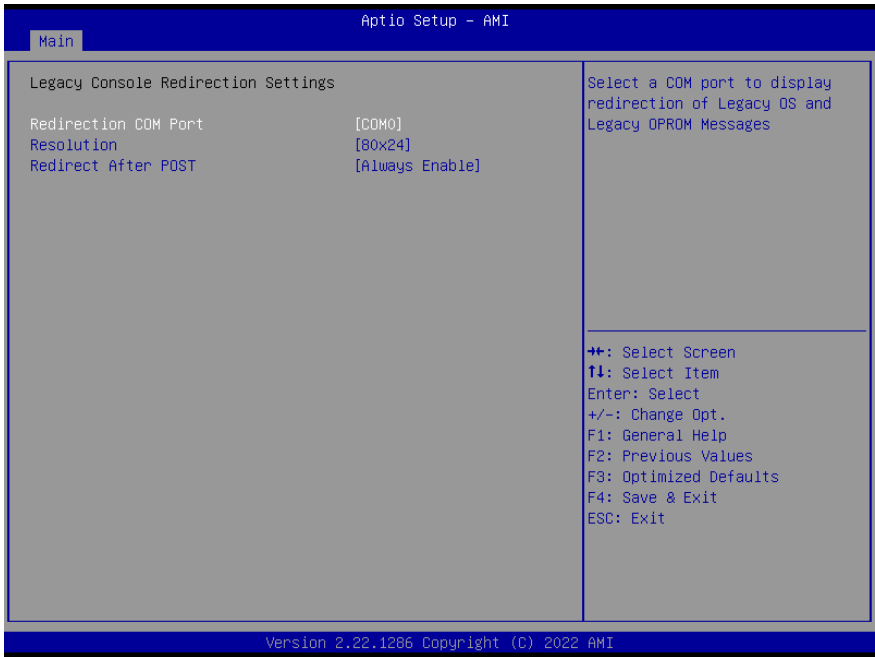 Aptio Setup – AMI
Main
Legacy Console Redirection Settings
Redirection COM Port [COM0]
Resolution [80x24]
Redirect After POST [Always Enable]
Select a COM port to display
redirection of Legacy OS and
Legacy OPROM Messages
→←: Select Screen
↑↓: Select Item
Enter: Select
+/-: Change Opt.
F1: General Help
F2: Previous Values
F3: Optimized Defaults
F4: Save & Exit
ESC: Exit
Version 2.22.1286 Copyright (C) 2022 AMI